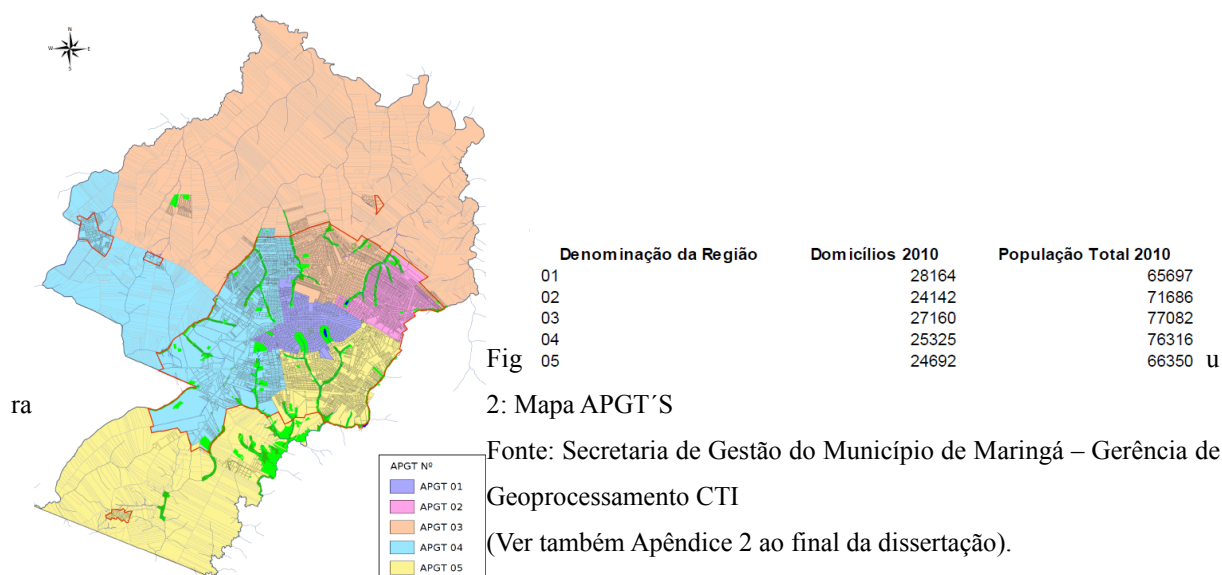 N
W E
S
Denominação da Região Domicílios 2010 População Total 2010
01 28164 65697
02 24142 71686
03 27160 77082
04 25325 76316
05 24692 66350
Fig u
ra 2: Mapa APGT´S
Fonte: Secretaria de Gestão do Município de Maringá – Gerência de
Geoprocessamento CTI
(Ver também Apêndice 2 ao final da dissertação).
APGT Nº
APGT 01
APGT 02
APGT 03
APGT 04
APGT 05